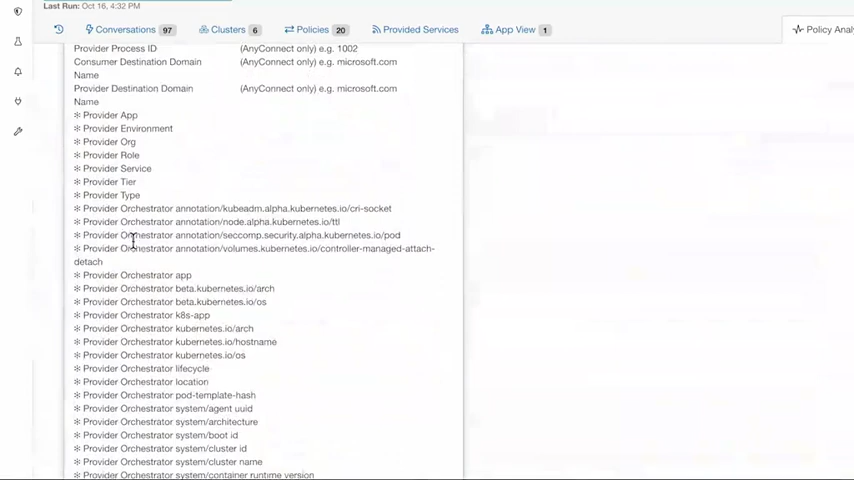 Last Run: Oct 16, 4:32 PM
Conversations 97 Clusters 6 Policies 20 Provided Services App View 1 Policy Analy
Provider Process ID (AnyConnect only) e.g. 1002
Consumer Destination Domain (AnyConnect only) e.g. microsoft.com
Name
Provider Destination Domain (AnyConnect only) e.g. microsoft.com
Name
✻ Provider App
✻ Provider Environment
✻ Provider Org
✻ Provider Role
✻ Provider Service
✻ Provider Tier
✻ Provider Type
✻ Provider Orchestrator annotation/kubeadm.alpha.kubernetes.io/cri-socket
✻ Provider Orchestrator annotation/node.alpha.kubernetes.io/ttl
✻ Provider Orchestrator annotation/seccomp.security.alpha.kubernetes.io/pod
✻ Provider Orchestrator annotation/volumes.kubernetes.io/controller-managed-attach-
detach
✻ Provider Orchestrator app
✻ Provider Orchestrator beta.kubernetes.io/arch
✻ Provider Orchestrator beta.kubernetes.io/os
✻ Provider Orchestrator k8s-app
✻ Provider Orchestrator kubernetes.io/arch
✻ Provider Orchestrator kubernetes.io/hostname
✻ Provider Orchestrator kubernetes.io/os
✻ Provider Orchestrator lifecycle
✻ Provider Orchestrator location
✻ Provider Orchestrator pod-template-hash
✻ Provider Orchestrator system/agent uuid
✻ Provider Orchestrator system/architecture
✻ Provider Orchestrator system/boot id
✻ Provider Orchestrator system/cluster id
✻ Provider Orchestrator system/cluster name
✻ Provider Orchestrator system/container runtime version